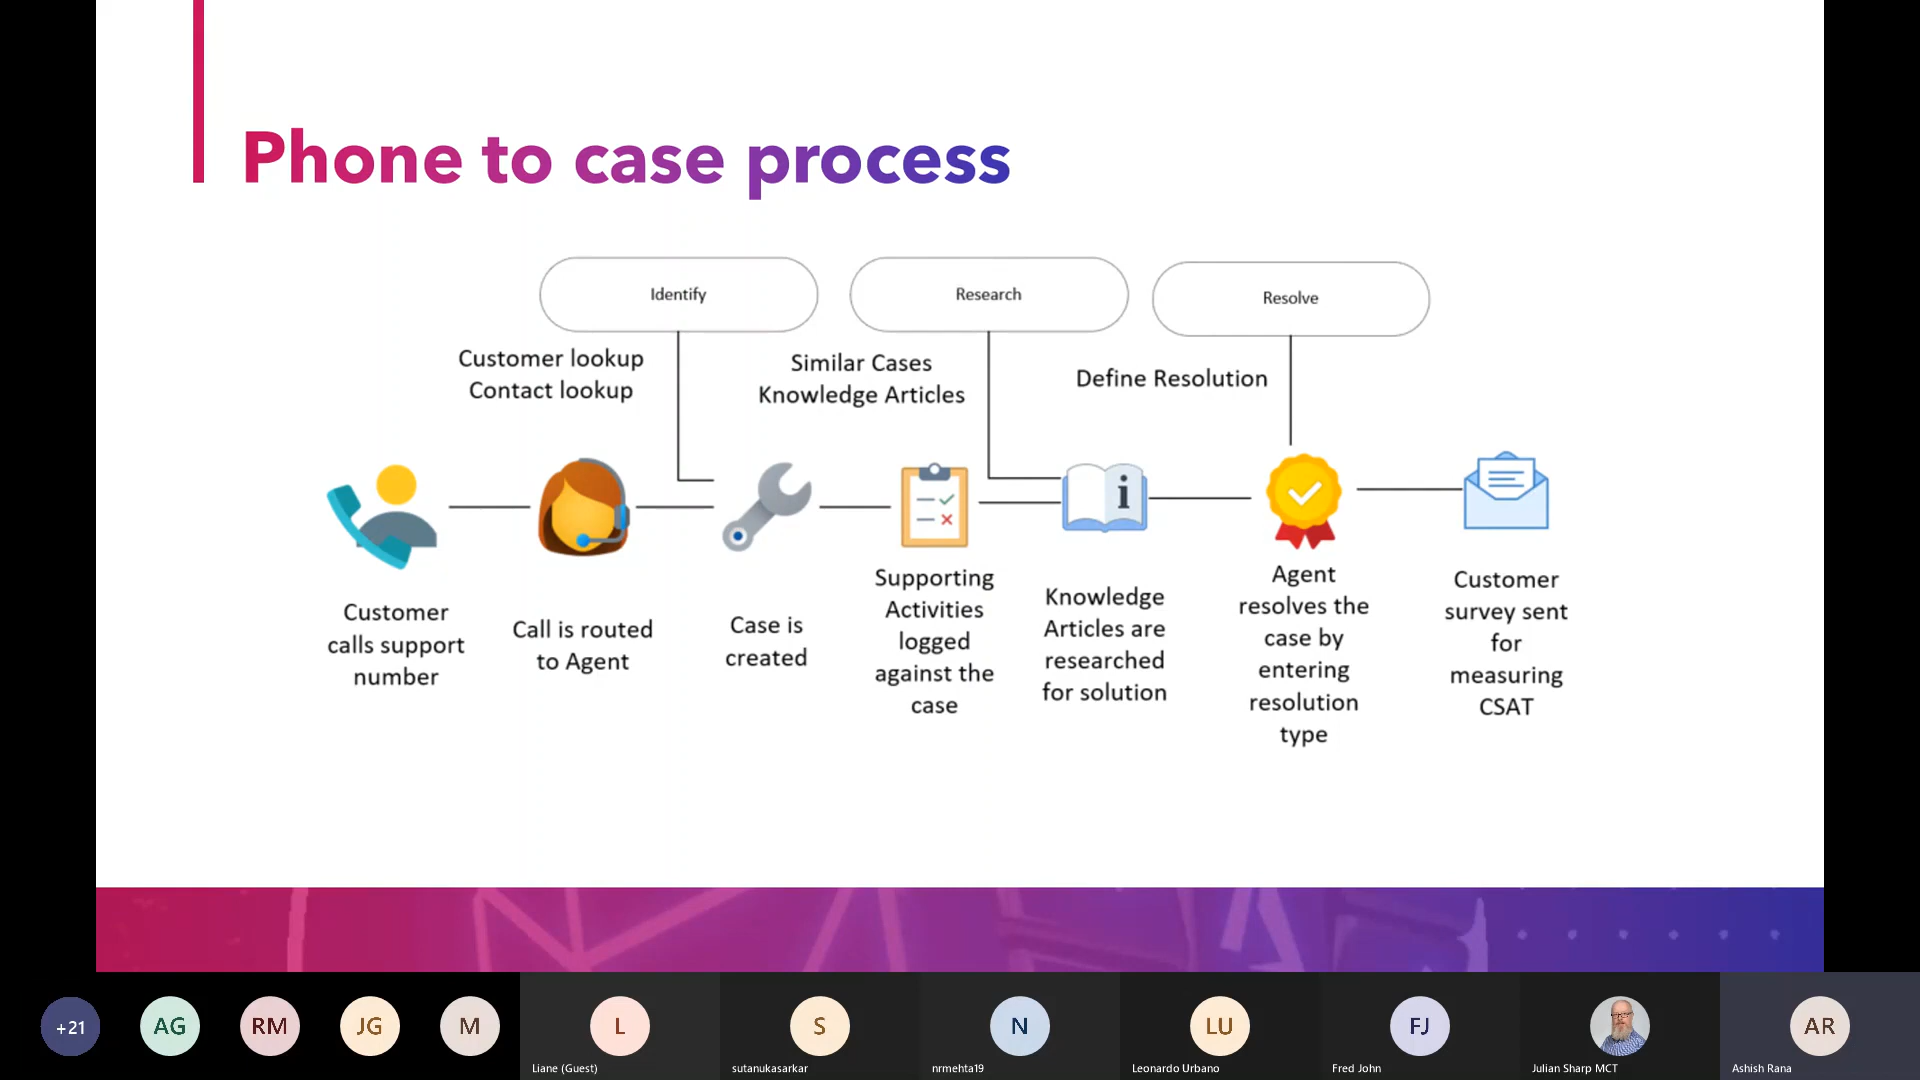 Phone to case process
Identify
Research
Resolve
Customer lookup
Contact lookup
Similar Cases
Knowledge Articles
Define Resolution
i
Customer
calls support
number
Call is routed
to Agent
Case is
created
Supporting
Activities
logged
against the
case
Knowledge
Articles are
researched
for solution
Agent
resolves the
case by
entering
resolution
type
Customer
survey sent
for
measuring
CSAT
+21
AG
RM
JG
M
L
S
N
LU
FJ
AR
Liane (Guest)
sutanukasarkar
nrmehta19
Leonardo Urbano
Fred John
Julian Sharp MCT
Ashish Rana